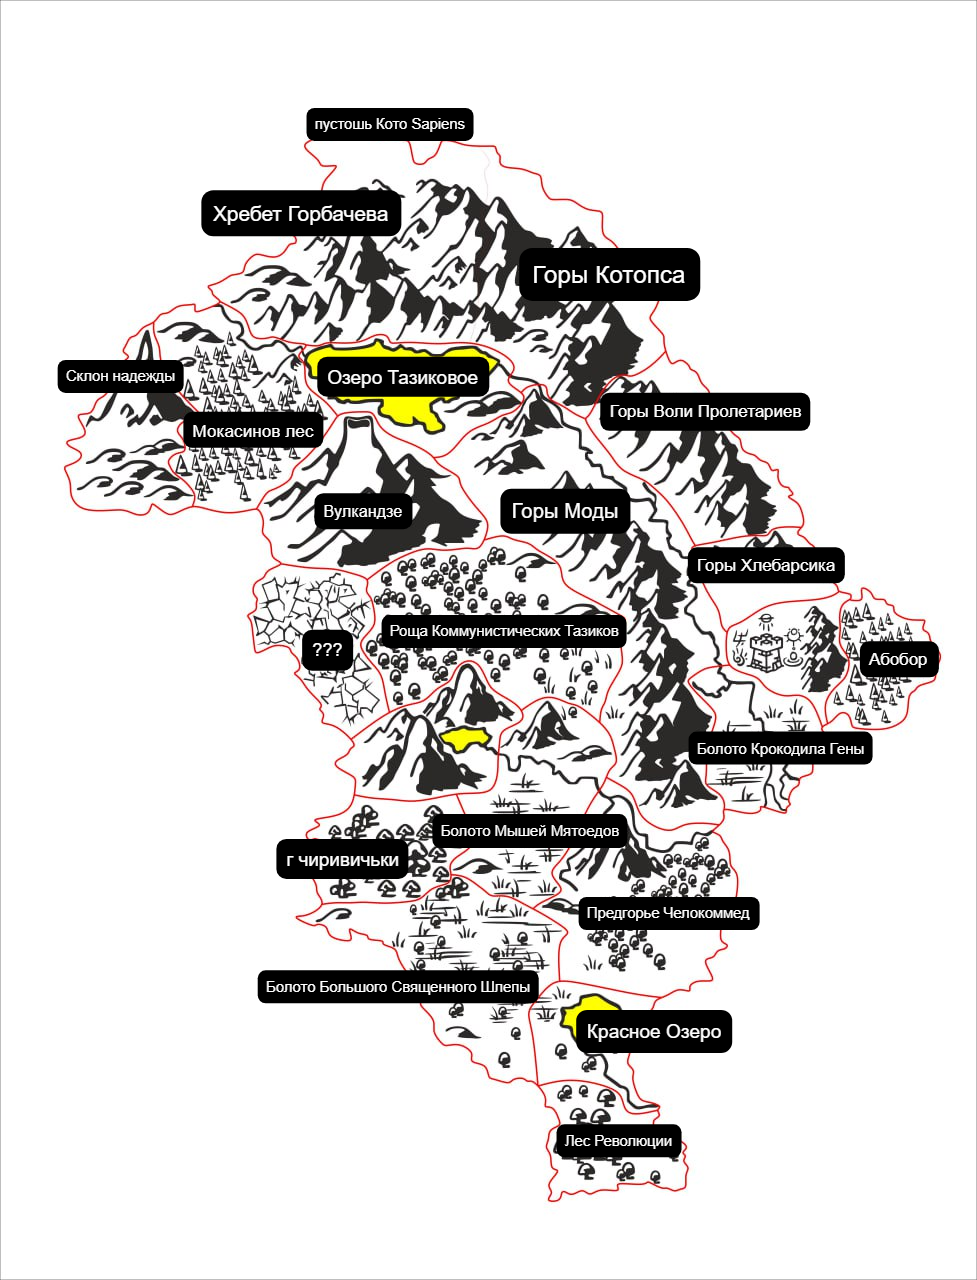 пустошь Кото Sapiens
Хребет Горбачева
Горы Котопса
Склон надежды
Озеро Тазиковое
Горы Воли Пролетариев
Мокасинов лес
Вулкандзе
Горы Моды
Горы Хлебарсика
Роща Коммунистических Тазиков
???
Абобор
Болото Крокодила Гены
Болото Мышей Мятоедов
г чиривичьки
Предгорье Челокоммед
Болото Большого Священного Шлепы
Красное Озеро
Лес Революции